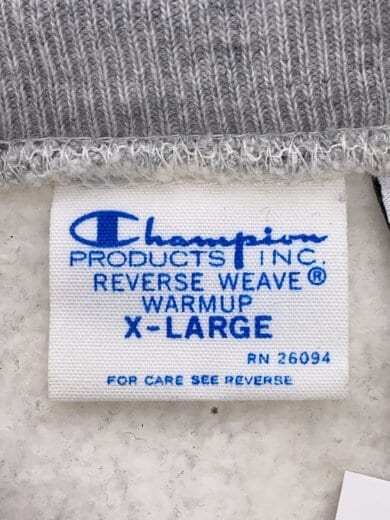 Champion
PRODUCTS INC.
REVERSE WEAVE®
WARMUP
X-LARGE
RN 26094
FOR CARE SEE REVERSE